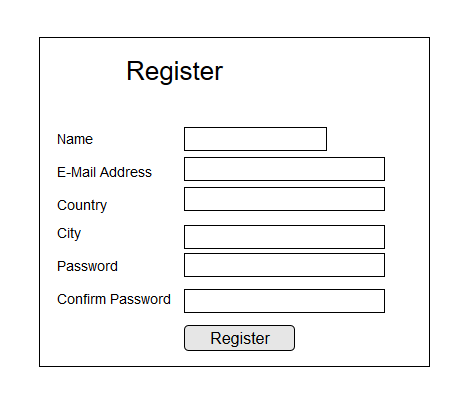 Register
Name
E-Mail Address
Country
City
Password
Confirm Password
Register